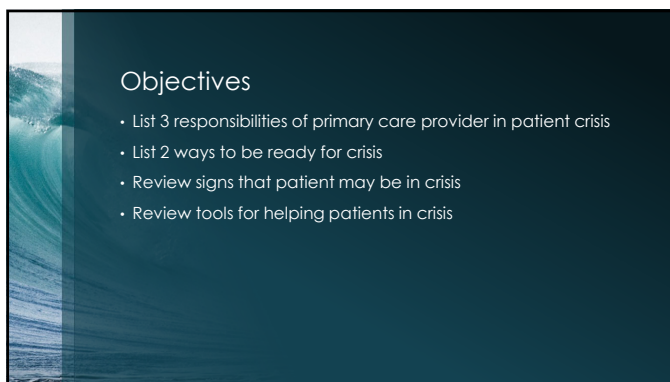 Objectives
• List 3 responsibilities of primary care provider in patient crisis
• List 2 ways to be ready for crisis
• Review signs that patient may be in crisis
• Review tools for helping patients in crisis